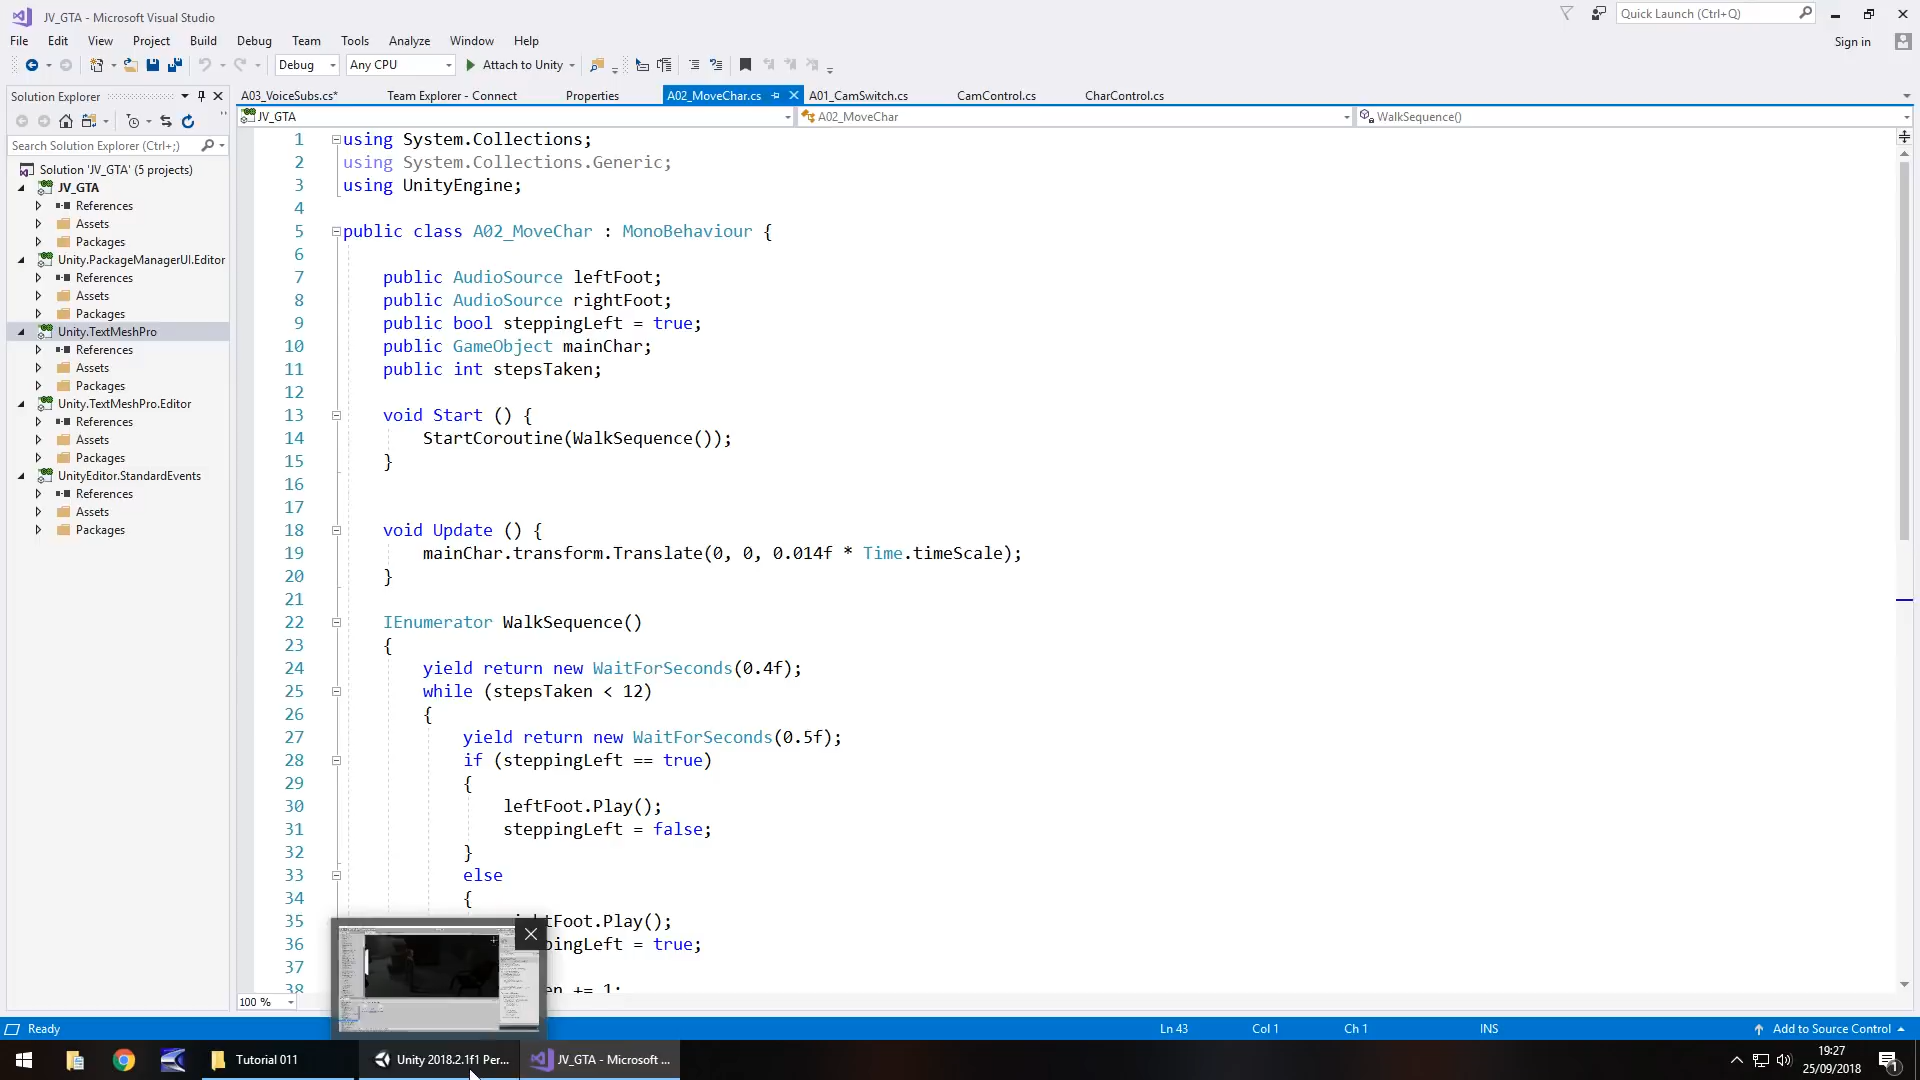 JV_GTA - Microsoft Visual Studio
Quick Launch (Ctrl+Q)
File Edit View Project Build Debug Team Tools Analyze Window Help
Sign in
Debug Any CPU Attach to Unity
Solution Explorer
A03_VoiceSubs.cs* Team Explorer - Connect Properties A02_MoveChar.cs A01_CamSwitch.cs CamControl.cs CharControl.cs
JV_GTA A02_MoveChar WalkSequence()
Search Solution Explorer (Ctrl+;)
Solution 'JV_GTA' (5 projects)
JV_GTA
References
Assets
Packages
Unity.PackageManagerUI.Editor
References
Assets
Packages
Unity.TextMeshPro
References
Assets
Packages
Unity.TextMeshPro.Editor
References
Assets
Packages
UnityEditor.StandardEvents
References
Assets
Packages
1 using System.Collections;
2 using System.Collections.Generic;
3 using UnityEngine;
4
5 public class A02_MoveChar : MonoBehaviour {
6
7 public AudioSource leftFoot;
8 public AudioSource rightFoot;
9 public bool steppingLeft = true;
10 public GameObject mainChar;
11 public int stepsTaken;
12
13 void Start () {
14 StartCoroutine(WalkSequence());
15 }
16
17
18 void Update () {
19 mainChar.transform.Translate(0, 0, 0.014f * Time.timeScale);
20 }
21
22 IEnumerator WalkSequence()
23 {
24 yield return new WaitForSeconds(0.4f);
25 while (stepsTaken < 12)
26 {
27 yield return new WaitForSeconds(0.5f);
28 if (steppingLeft == true)
29 {
30 leftFoot.Play();
31 steppingLeft = false;
32 }
33 else
34 {
35 htFoot.Play();
36 pingLeft = true;
37
38 en += 1;
100 %
Ready Ln 43 Col 1 Ch 1 INS Add to Source Control
Tutorial 011 Unity 2018.2.1f1 Per... JV_GTA - Microsoft ...
19:27
25/09/2018
1